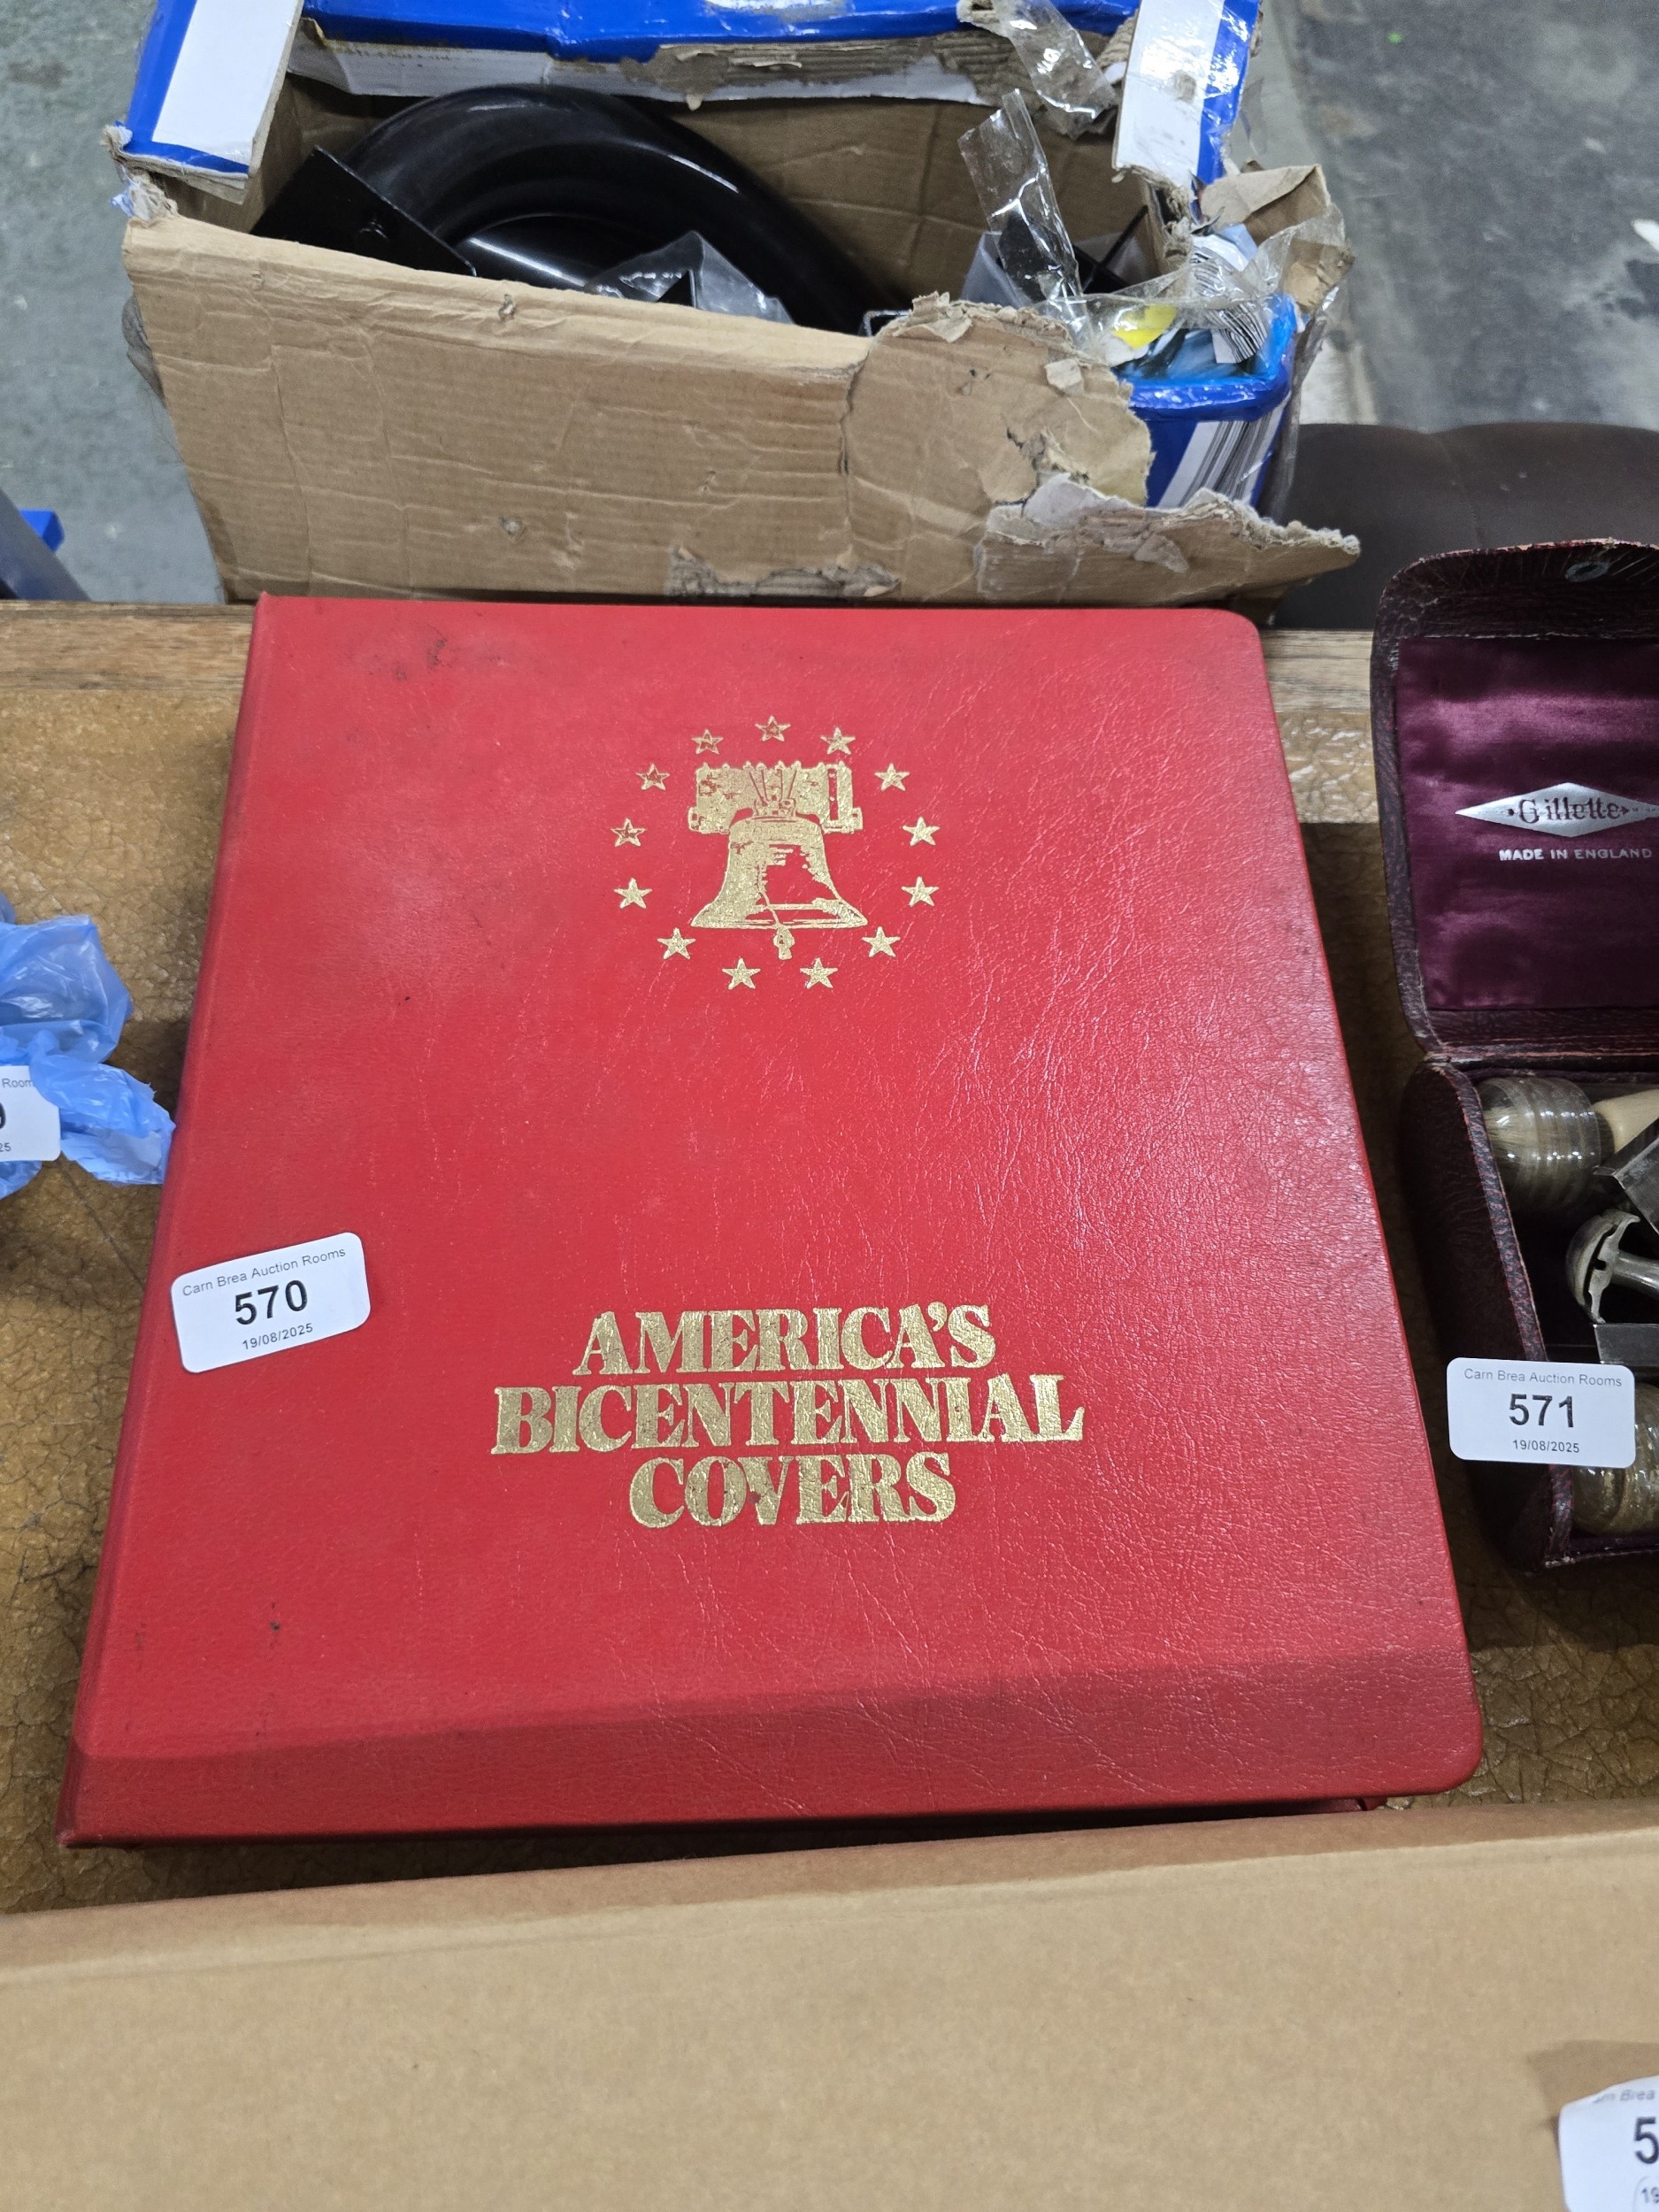 AMERICA'S
BICENTENNIAL
COVERS
Carn Brea Auction Rooms
570
19/08/2025
Gillette
MADE IN ENGLAND
Carn Brea Auction Rooms
571
19/08/2025
Brea